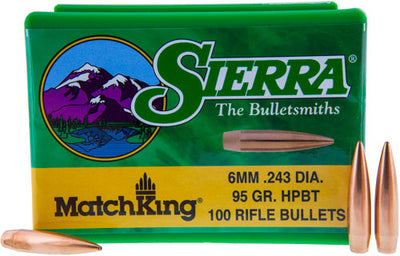 SIERRA®
The Bulletsmiths
6MM .243 DIA.
95 GR. HPBT
100 RIFLE BULLETS
MatchKing®